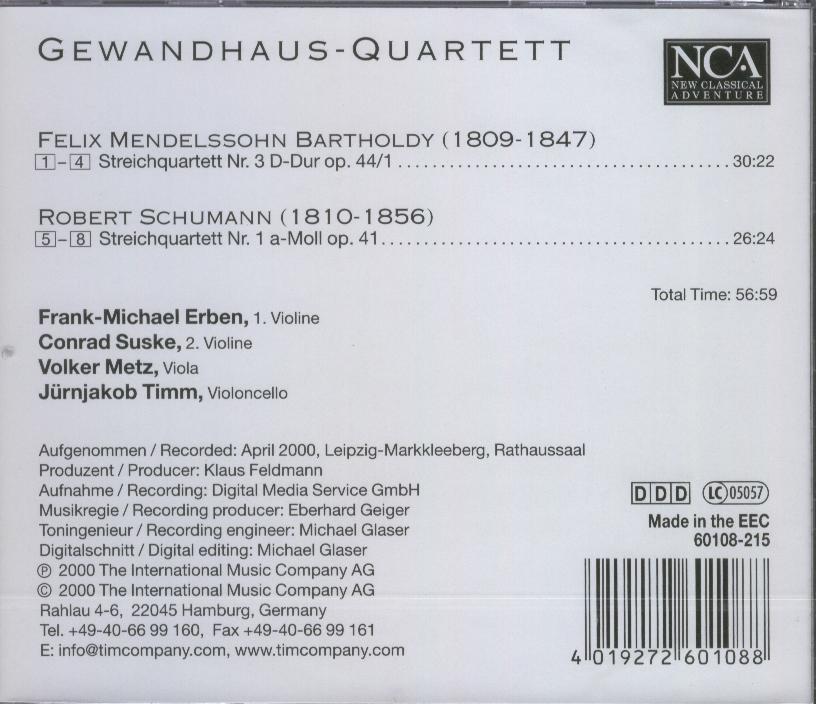 GEWANDHAUS-QUARTETT
NCA
NEW CLASSICAL
ADVENTURE
FELIX MENDELSSOHN BARTHOLDY (1809-1847)
1 – 4 Streichquartett Nr. 3 D-Dur op. 44/1 ........................................ 30:22
ROBERT SCHUMANN (1810-1856)
5 – 8 Streichquartett Nr. 1 a-Moll op. 41 .......................................... 26:24
Total Time: 56:59
Frank-Michael Erben, 1. Violine
Conrad Suske, 2. Violine
Volker Metz, Viola
Jürnjakob Timm, Violoncello
Aufgenommen / Recorded: April 2000, Leipzig-Markkleeberg, Rathaussaal
Produzent / Producer: Klaus Feldmann
Aufnahme / Recording: Digital Media Service GmbH
Musikregie / Recording producer: Eberhard Geiger
Toningenieur / Recording engineer: Michael Glaser
Digitalschnitt / Digital editing: Michael Glaser
℗ 2000 The International Music Company AG
© 2000 The International Music Company AG
Rahlau 4-6, 22045 Hamburg, Germany
Tel. +49-40-66 99 160, Fax +49-40-66 99 161
E: info@timcompany.com, www.timcompany.com
DDD LC 05057
Made in the EEC
60108-215
4 019272 601088